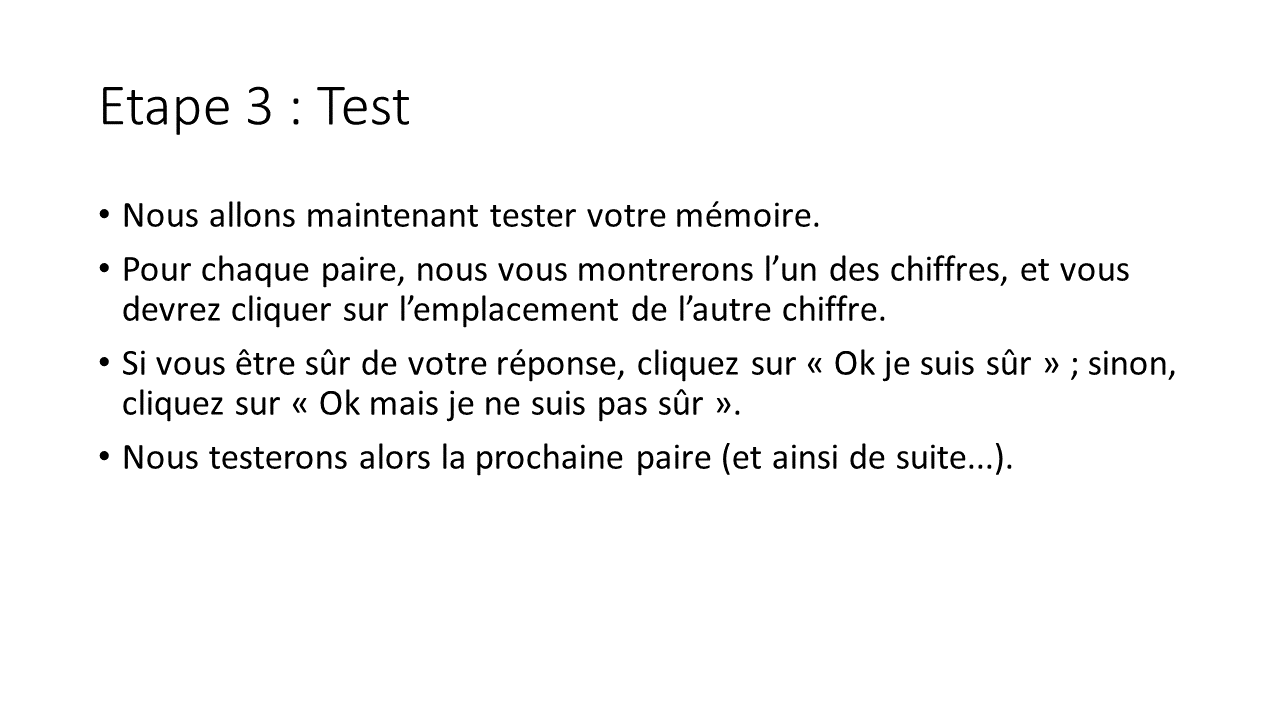 Etape 3 : Test
• Nous allons maintenant tester votre mémoire.
• Pour chaque paire, nous vous montrerons l’un des chiffres, et vous
devrez cliquer sur l’emplacement de l’autre chiffre.
• Si vous être sûr de votre réponse, cliquez sur « Ok je suis sûr » ; sinon,
cliquez sur « Ok mais je ne suis pas sûr ».
• Nous testerons alors la prochaine paire (et ainsi de suite...).